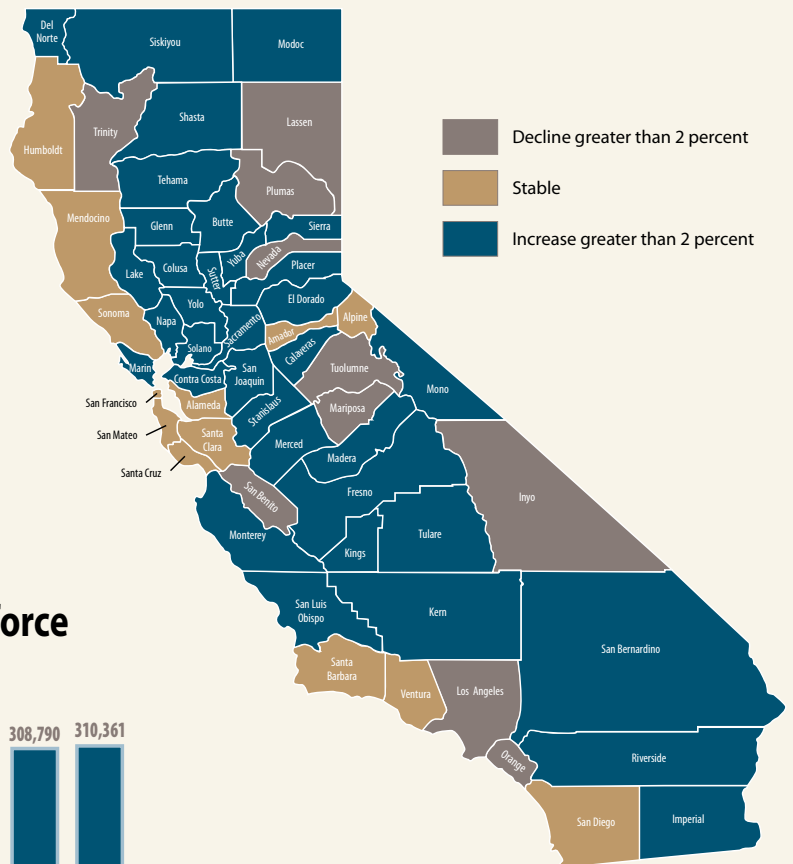 Del
Norte
Siskiyou
Modoc
Humboldt
Trinity
Shasta
Lassen
Decline greater than 2 percent
Stable
Increase greater than 2 percent
Tehama
Plumas
Mendocino
Glenn
Butte
Sierra
Lake
Colusa
Sutter
Yuba
Nevada
Placer
Sonoma
Napa
Yolo
El Dorado
Solano
Sacramento
Amador
Alpine
Marin
Contra Costa
San
Joaquin
Calaveras
Tuolumne
Mono
San Francisco
Alameda
Stanislaus
Mariposa
San Mateo
Santa
Clara
Merced
Madera
Santa Cruz
San Benito
Fresno
Inyo
Monterey
Kings
Tulare
San Luis
Obispo
Kern
San Bernardino
orce
Santa
Barbara
Ventura
Los Angeles
308,790
310,361
Orange
Riverside
San Diego
Imperial